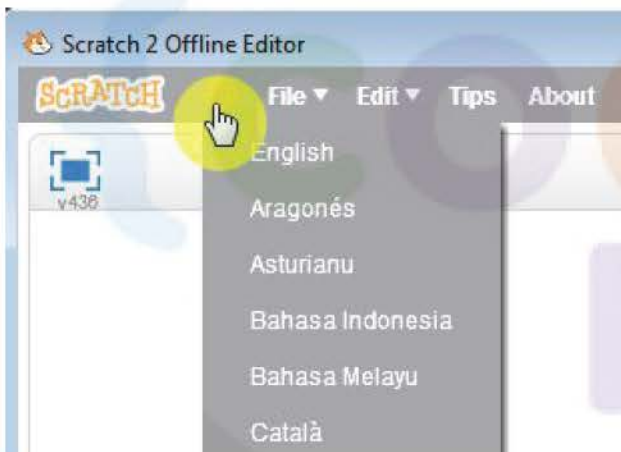 Scratch 2 Offline Editor
SCRATCH File Edit Tips About
v436
English
Aragonés
Asturianu
Bahasa Indonesia
Bahasa Melayu
Català